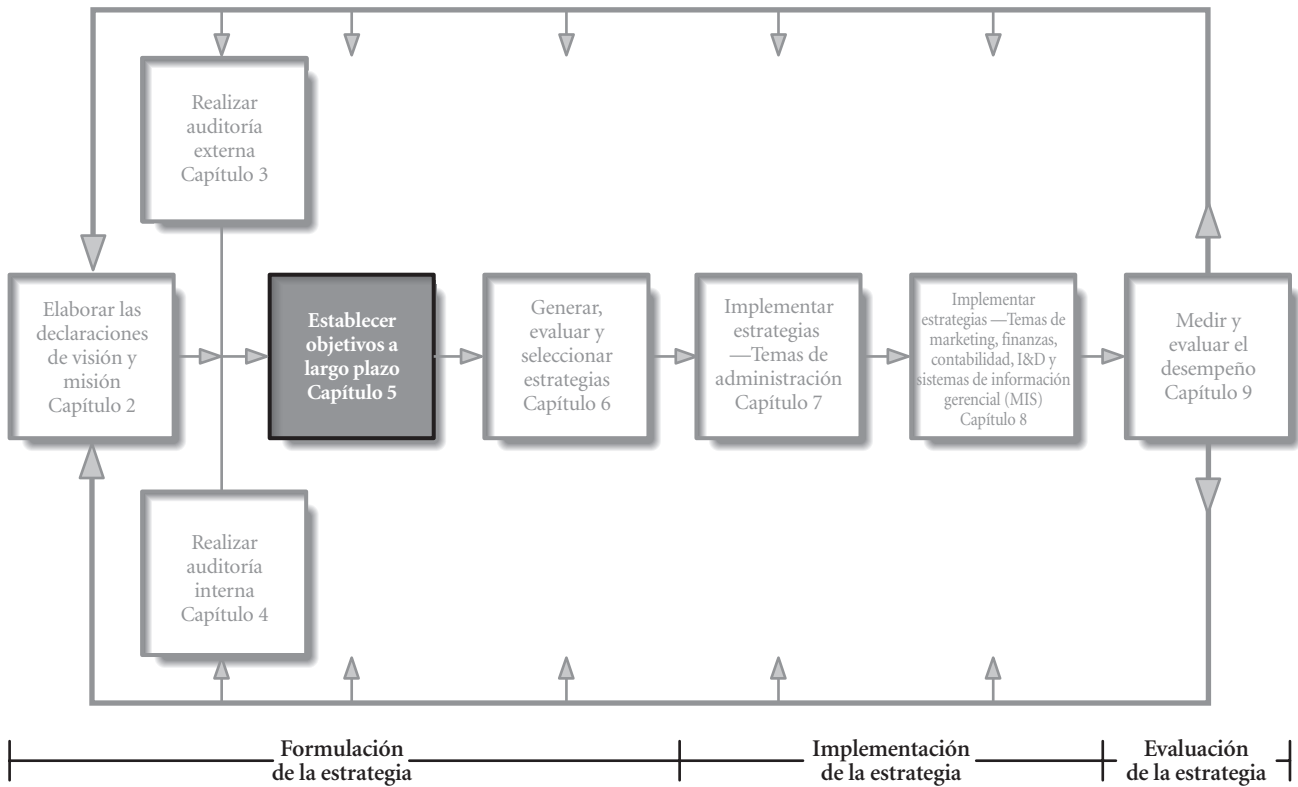 Realizar
auditoría
externa
Capítulo 3
Elaborar las
declaraciones
de visión y
misión
Capítulo 2
Establecer
objetivos a
largo plazo
Capítulo 5
Generar,
evaluar y
seleccionar
estrategias
Capítulo 6
Implementar
estrategias
—Temas de
administración
Capítulo 7
Implementar
estrategias —Temas de
marketing, finanzas,
contabilidad, I&D y
sistemas de información
gerencial (MIS)
Capítulo 8
Medir y
evaluar el
desempeño
Capítulo 9
Realizar
auditoría
interna
Capítulo 4
Formulación
de la estrategia
Implementación
de la estrategia
Evaluación
de la estrategia